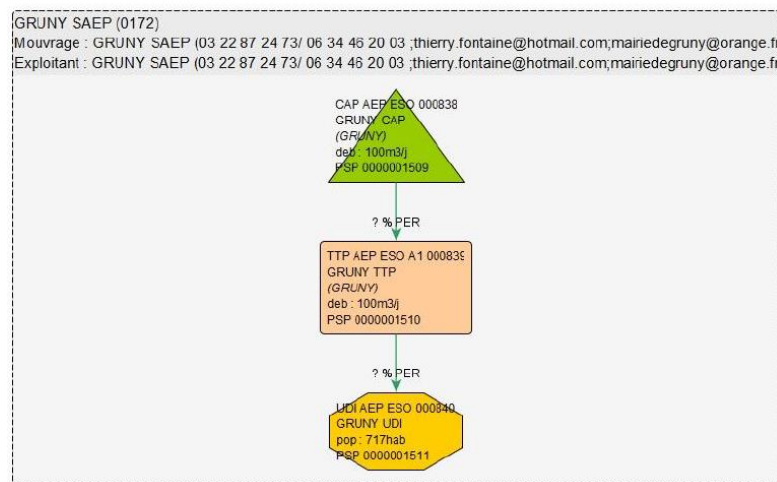 GRUNY SAEP (0172)
Mouvrage : GRUNY SAEP (03 22 87 24 73/ 06 34 46 20 03 ;thierry.fontaine@hotmail.com;mairiedegruny@orange.fr
Exploitant : GRUNY SAEP (03 22 87 24 73/ 06 34 46 20 03 ;thierry.fontaine@hotmail.com;mairiedegruny@orange.fr
CAP AEP ESO 000838
GRUNY CAP
(GRUNY)
deb : 100m3/j
PSP 0000001509
? % PER
TTP AEP ESO A1 000839
GRUNY TTP
(GRUNY)
deb : 100m3/j
PSP 0000001510
? % PER
UDI AEP ESO 000840
GRUNY UDI
pop : 717hab
PSP 0000001511